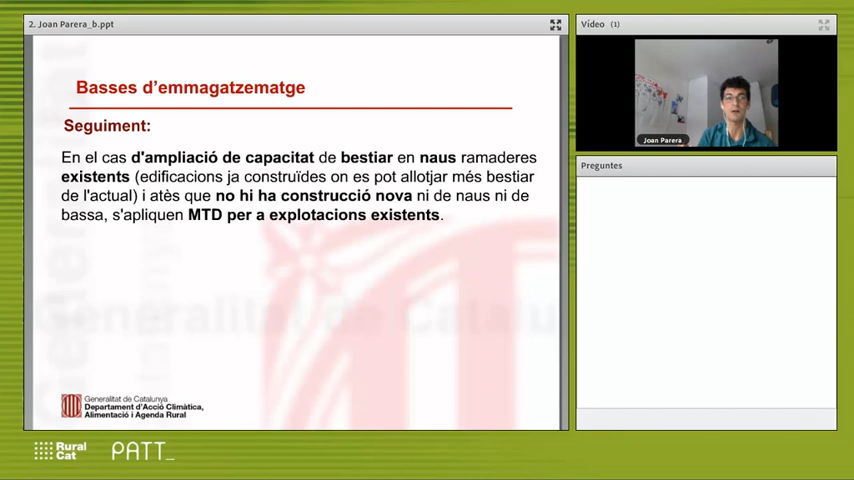 2. Joan Parera_b.ppt
Basses d'emmagatzematge
Seguiment:
En el cas d'ampliació de capacitat de bestiar en naus ramaderes
existents (edificacions ja construïdes on es pot allotjar més bestiar
de l'actual) i atès que no hi ha construcció nova ni de naus ni de
bassa, s'apliquen MTD per a explotacions existents.
Generalitat de Catalu
Generalitat de Catalunya
Departament d'Acció Climàtica,
Alimentació i Agenda Rural
Vídeo (1)
Joan Parera
Preguntes
Rural
Cat
PATT_